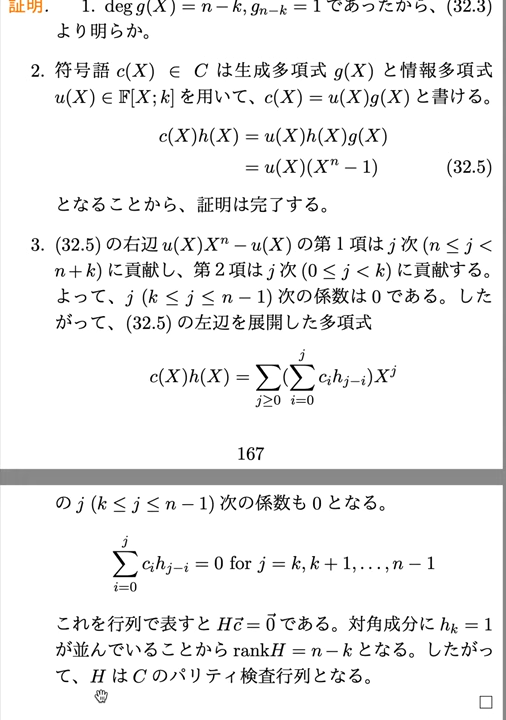 証明. 1. deg g(X) = n − k, g_{n−k} = 1 であったから、(32.3)
より明らか。
2. 符号語 c(X) ∈ C は生成多項式 g(X) と情報多項式
u(X) ∈ 𝔽[X; k] を用いて、c(X) = u(X)g(X) と書ける。
c(X)h(X) = u(X)h(X)g(X)
= u(X)(X^n − 1) (32.5)
となることから、証明は完了する。
3. (32.5) の右辺 u(X)X^n − u(X) の第 1 項は j 次 (n ≤ j <
n + k) に貢献し、第 2 項は j 次 (0 ≤ j < k) に貢献する。
よって、j (k ≤ j ≤ n − 1) 次の係数は 0 である。した
がって、(32.5) の左辺を展開した多項式
c(X)h(X) = ∑_{j≥0} (∑_{i=0}^{j} c_i h_{j−i})X^j
167
の j (k ≤ j ≤ n − 1) 次の係数も 0 となる。
∑_{i=0}^{j} c_i h_{j−i} = 0 for j = k, k + 1, . . . , n − 1
これを行列で表すと Hc⃗ = 0⃗ である。対角成分に h_k = 1
が並んでいることから rankH = n − k となる。したがっ
て、H は C のパリティ検査行列となる。
□